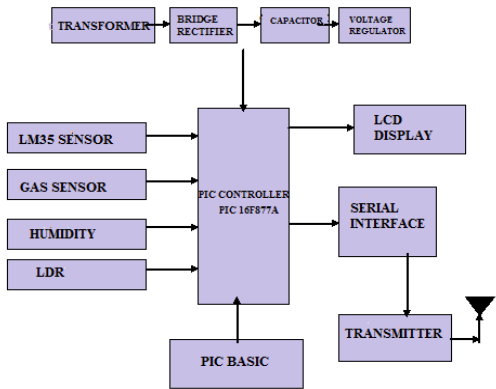 TRANSFORMER
BRIDGE
RECTIFIER
CAPACITOR
VOLTAGE
REGULATOR
LM35 SENSOR
GAS SENSOR
HUMIDITY
LDR
PIC CONTROLLER
PIC 16F877A
LCD
DISPLAY
SERIAL
INTERFACE
TRANSMITTER
PIC BASIC